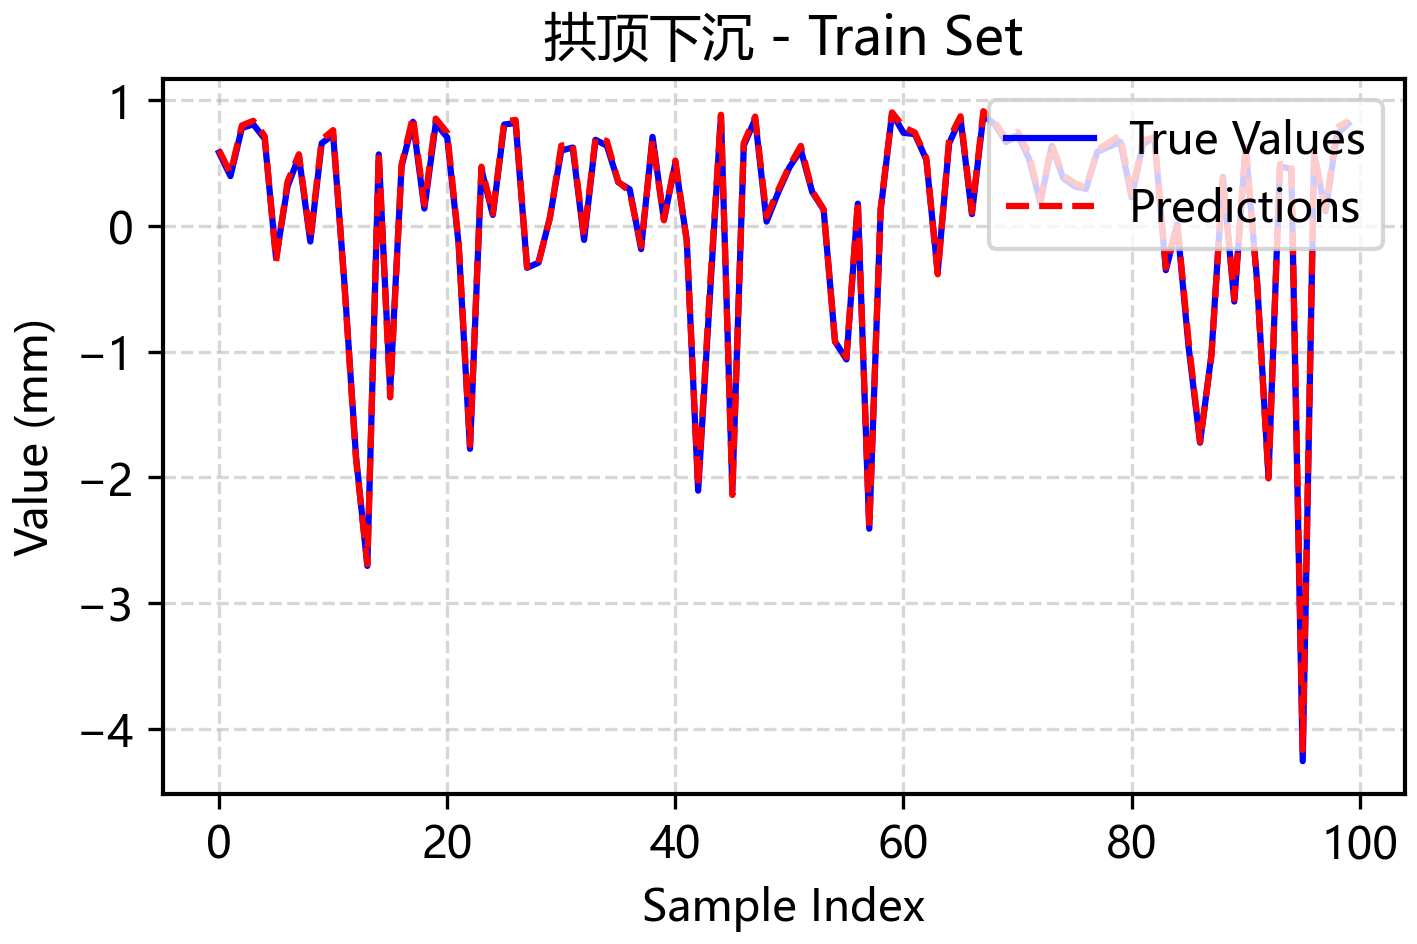 拱顶下沉 - Train Set
Value (mm)
1
0
−1
−2
−3
−4
True Values
Predictions
0 20 40 60 80 100
Sample Index